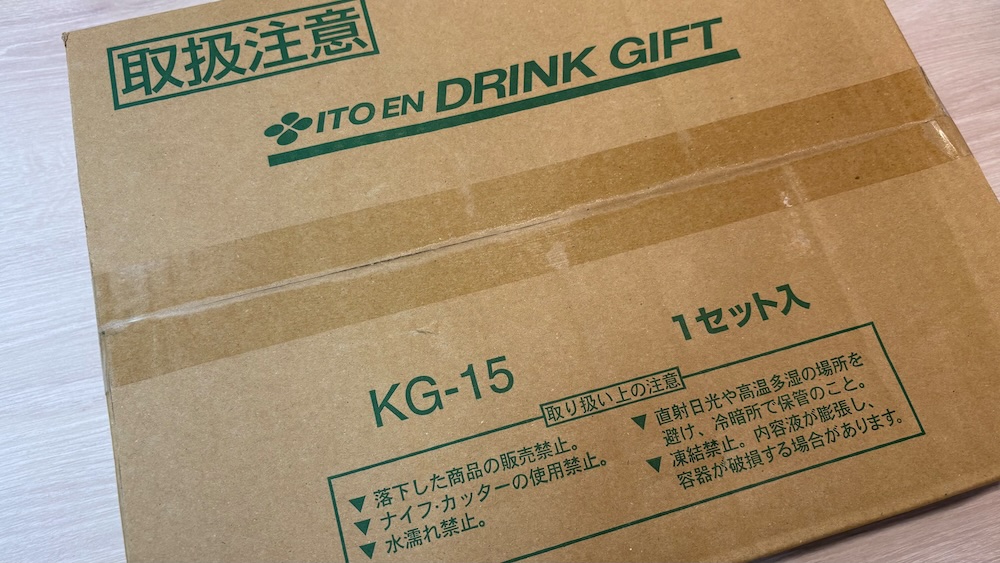 取扱注意
ITO EN DRINK GIFT
1セット入
KG-15
取り扱い上の注意
▼ 落下した商品の販売禁止。
▼ ナイフ・カッターの使用禁止。
▼ 水濡れ禁止。
▼ 直射日光や高温多湿の場所を
避け、冷暗所で保管のこと。
▼ 凍結禁止。内容液が膨張し、
容器が破損する場合があります。